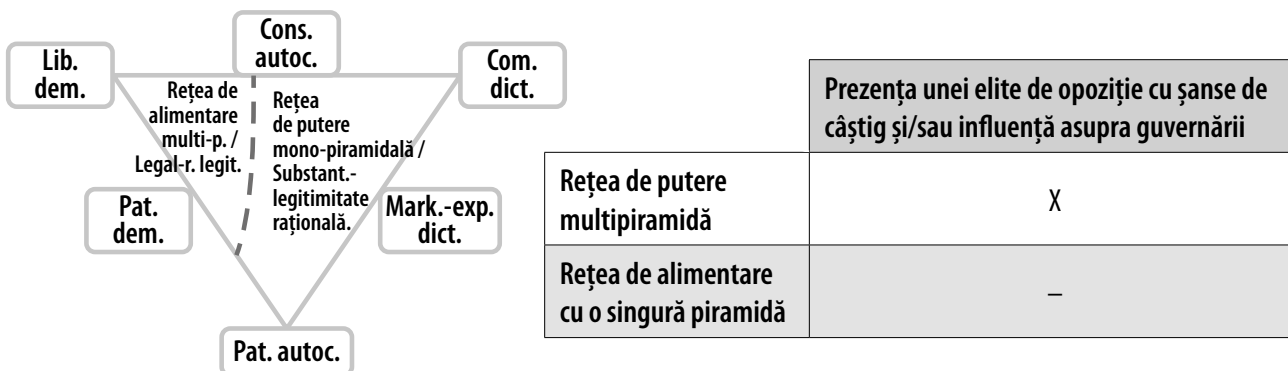 Cons.
autoc.
Lib.
dem.
Com.
dict.
Rețea de
alimentare
multi-p. /
Legal-r. legit.
Rețea
de putere
mono-piramidală /
Substant.-
legitimitate
rațională.
Pat.
dem.
Mark.-exp.
dict.
Pat. autoc.
Prezența unei elite de opoziție cu șanse de
câștig și/sau influență asupra guvernării
Rețea de putere
multipiramidă
X
Rețea de alimentare
cu o singură piramidă
–